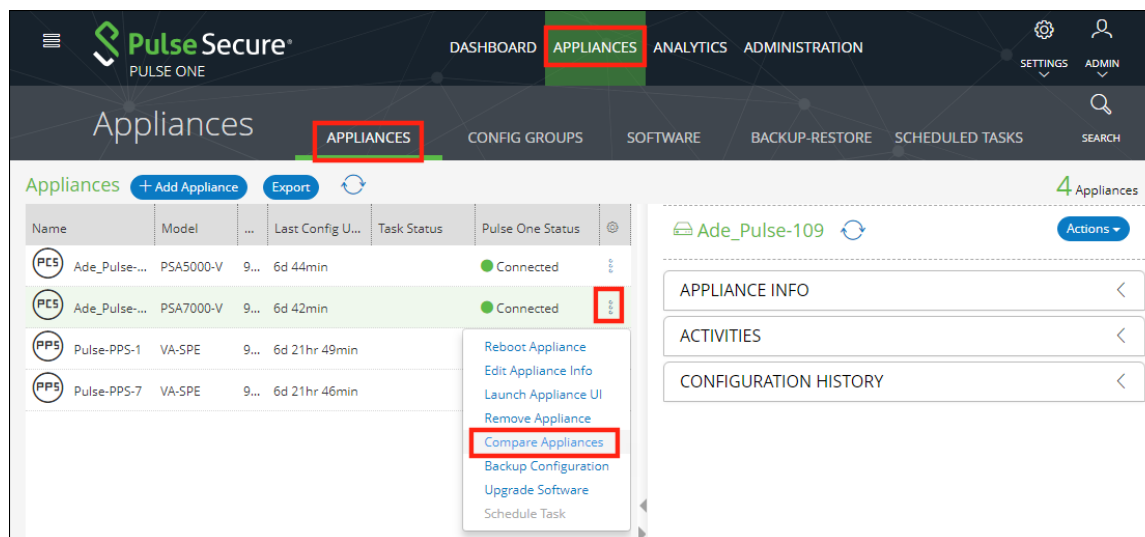 Pulse Secure®
PULSE ONE
DASHBOARD APPLIANCES ANALYTICS ADMINISTRATION
SETTINGS ADMIN
Appliances
APPLIANCES CONFIG GROUPS SOFTWARE BACKUP-RESTORE SCHEDULED TASKS
SEARCH
Appliances + Add Appliance Export
4 Appliances
Name Model ... Last Config U... Task Status Pulse One Status
PCS Ade_Pulse-... PSA5000-V 9... 6d 44min Connected
PCS Ade_Pulse-... PSA7000-V 9... 6d 42min Connected
PPS Pulse-PPS-1 VA-SPE 9... 6d 21hr 49min
PPS Pulse-PPS-7 VA-SPE 9... 6d 21hr 46min
Reboot Appliance
Edit Appliance Info
Launch Appliance UI
Remove Appliance
Compare Appliances
Backup Configuration
Upgrade Software
Schedule Task
Ade_Pulse-109
Actions
APPLIANCE INFO
ACTIVITIES
CONFIGURATION HISTORY